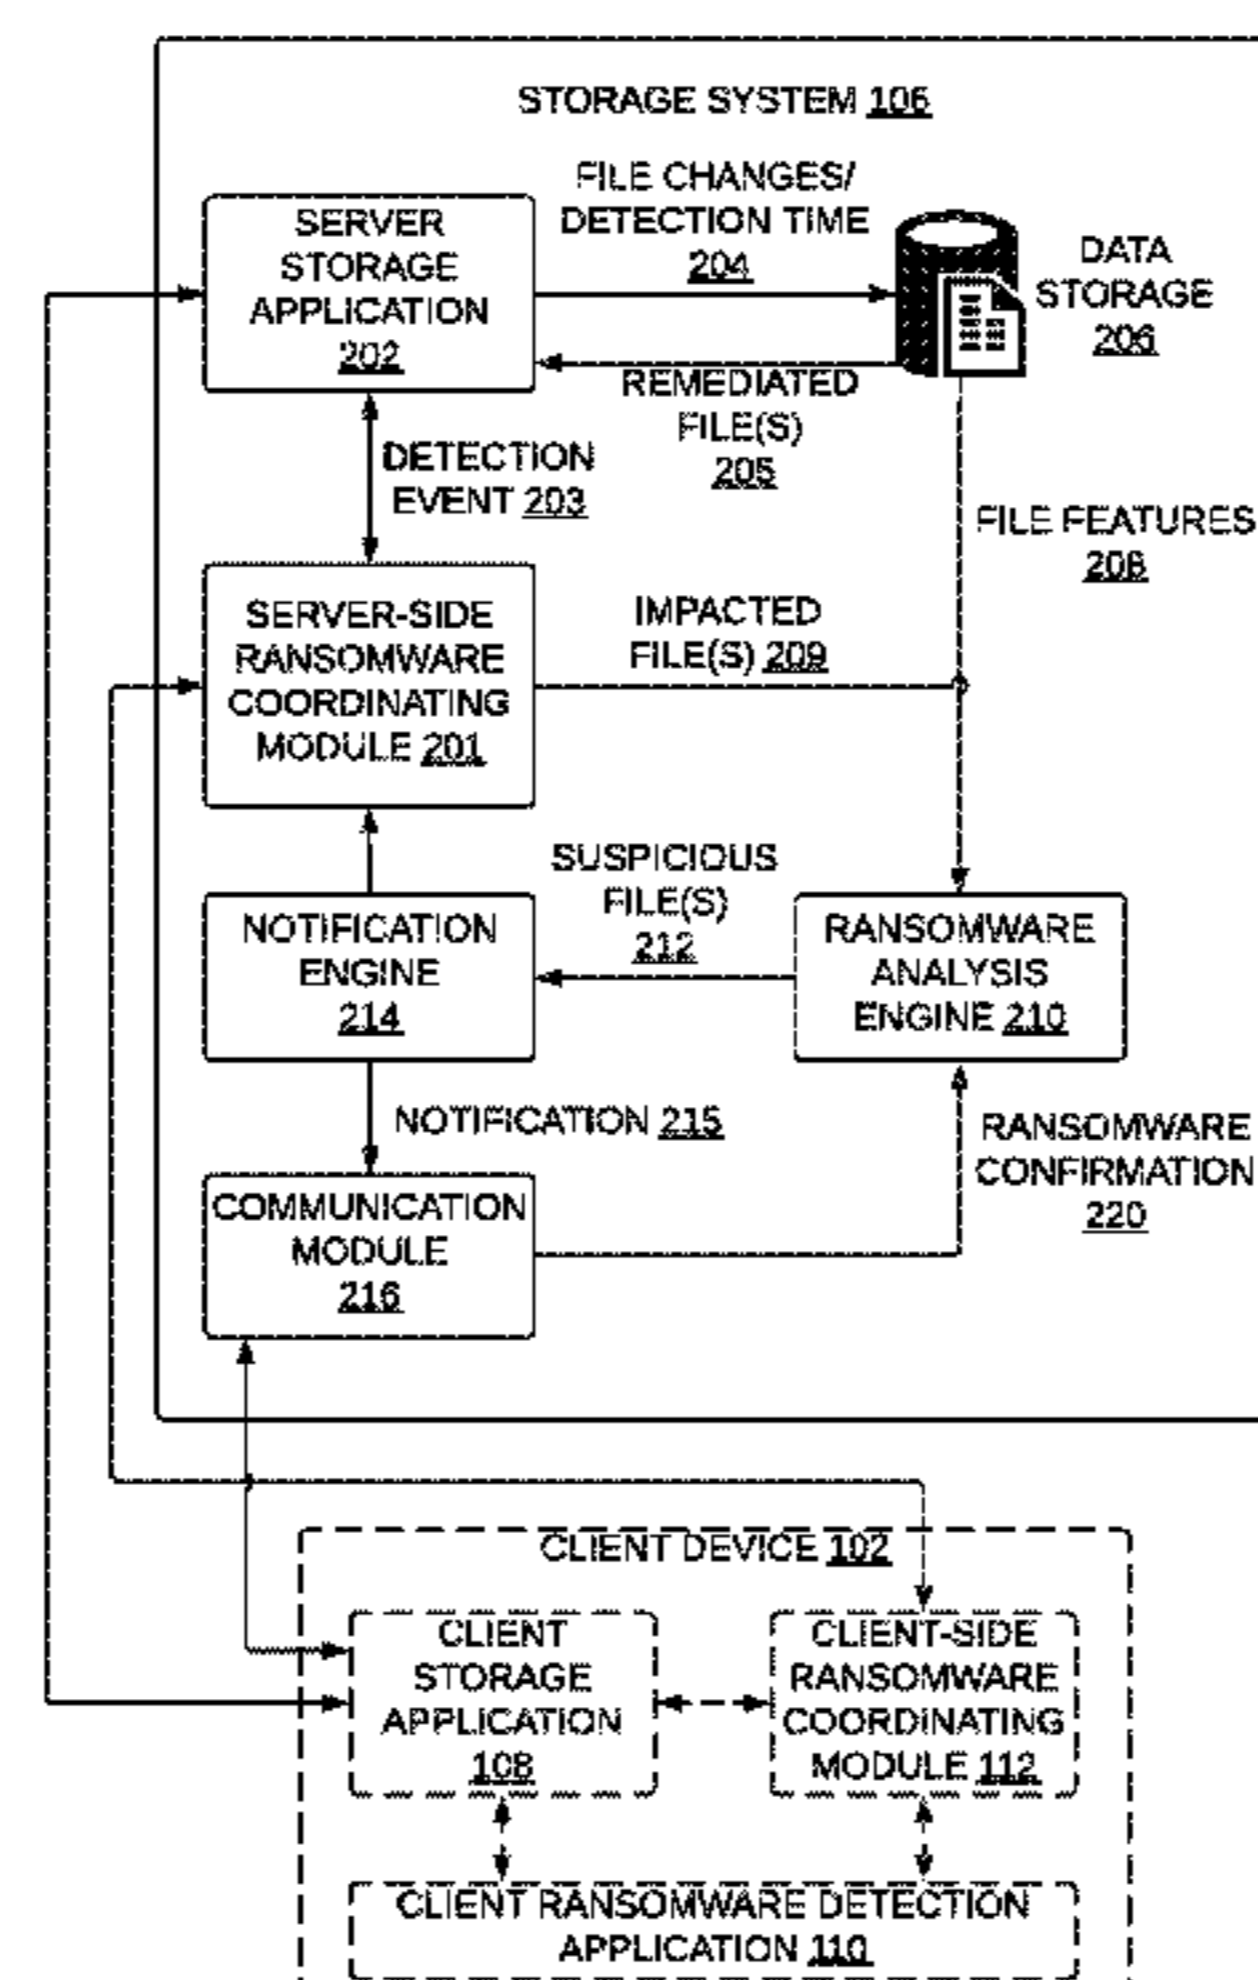 STORAGE SYSTEM 106
FILE CHANGES/
DETECTION TIME
204
SERVER
STORAGE
APPLICATION
202
DATA
STORAGE
206
REMEDIATED
FILE(S)
205
DETECTION
EVENT 203
FILE FEATURES
208
SERVER-SIDE
RANSOMWARE
COORDINATING
MODULE 201
IMPACTED
FILE(S) 209
SUSPICIOUS
FILE(S)
212
NOTIFICATION
ENGINE
214
RANSOMWARE
ANALYSIS
ENGINE 210
NOTIFICATION 215
RANSOMWARE
CONFIRMATION
220
COMMUNICATION
MODULE
216
CLIENT DEVICE 102
CLIENT
STORAGE
APPLICATION
108
CLIENT-SIDE
RANSOMWARE
COORDINATING
MODULE 112
CLIENT RANSOMWARE DETECTION
APPLICATION 110